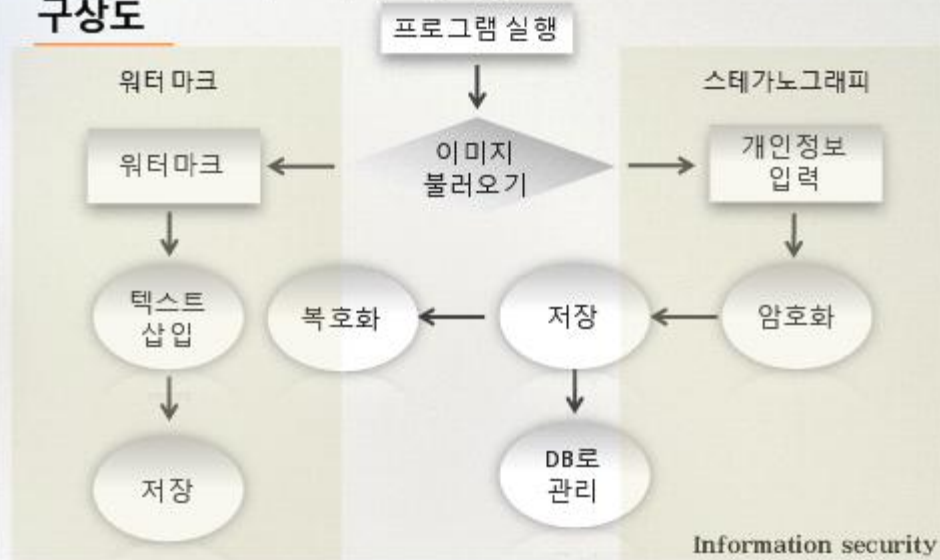 구상도
프로그램 실행
워터 마크
스테가노그래피
워터마크
이미지
불러오기
개인정보
입력
텍스트
삽입
복호화
저장
암호화
저장
DB로
관리
Information security